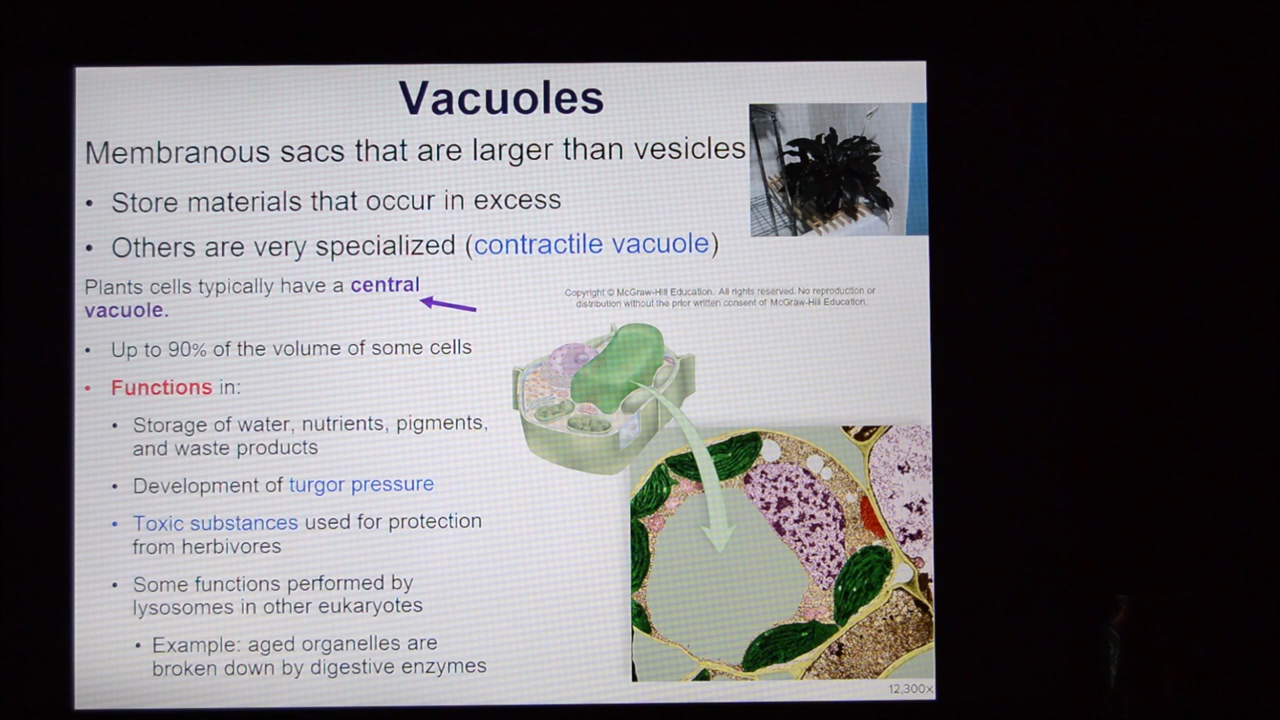 Vacuoles
Membranous sacs that are larger than vesicles
• Store materials that occur in excess
• Others are very specialized (contractile vacuole)
Plants cells typically have a central
vacuole.
• Up to 90% of the volume of some cells
• Functions in:
• Storage of water, nutrients, pigments,
and waste products
• Development of turgor pressure
• Toxic substances used for protection
from herbivores
• Some functions performed by
lysosomes in other eukaryotes
• Example: aged organelles are
broken down by digestive enzymes
Copyright © McGraw-Hill Education. All rights reserved. No reproduction or
distribution without the prior written consent of McGraw-Hill Education.
12,300x